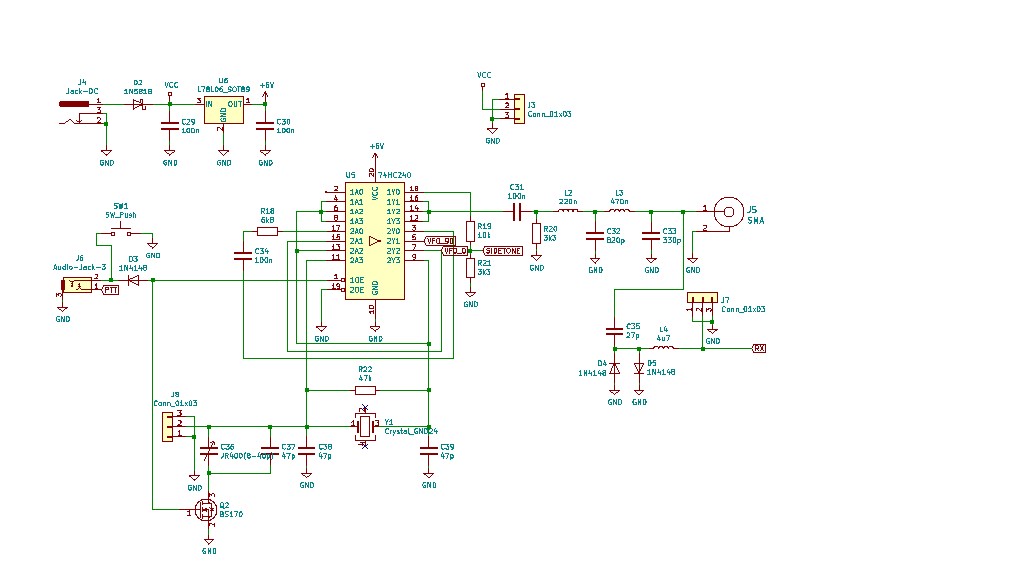 J4
Jack-DC
1
3
2
GND
D2
1N5818
VCC
C29
100n
GND
U6
L78L06_SOT89
3 IN OUT 1
GND
2
GND
+6V
C30
100n
GND
VCC
1
2
3
J3
Conn_01x03
GND
+6V
20
U5
74HC240
VCC
2 1A0 1Y0 18
4 1A1 1Y1 16
6 1A2 1Y2 14
8 1A3 1Y3 12
17 2A0 2Y0 3
15 2A1 2Y1 5
13 2A2 2Y2 7
11 2A3 2Y3 9
1 1OE
19 2OE
GND
10
GND
GND
VFO_90
VFO_0
SIDETONE
R18
6k8
C34
100n
SW1
SW_Push
GND
J6
Audio-Jack-3
2
1
3
GND
PTT
D3
1N4148
R19
10k
R21
3k3
GND
C31
100n
R20
3k3
GND
L2
220n
C32
820p
GND
L3
470n
C33
330p
GND
J5
SMA
1
2
GND
J7
Conn_01x03
1
2
3
GND
C35
27p
L4
4u7
RX
D4
1N4148
GND
D5
1N4148
GND
R22
47k
Y1
Crystal_GND24
1
2
3
4
J8
Conn_01x03
3
2
1
GND
C36
JR400(8-40p)
C37
47p
C38
47p
GND
C39
47p
GND
Q2
BS170
3
1
2
GND